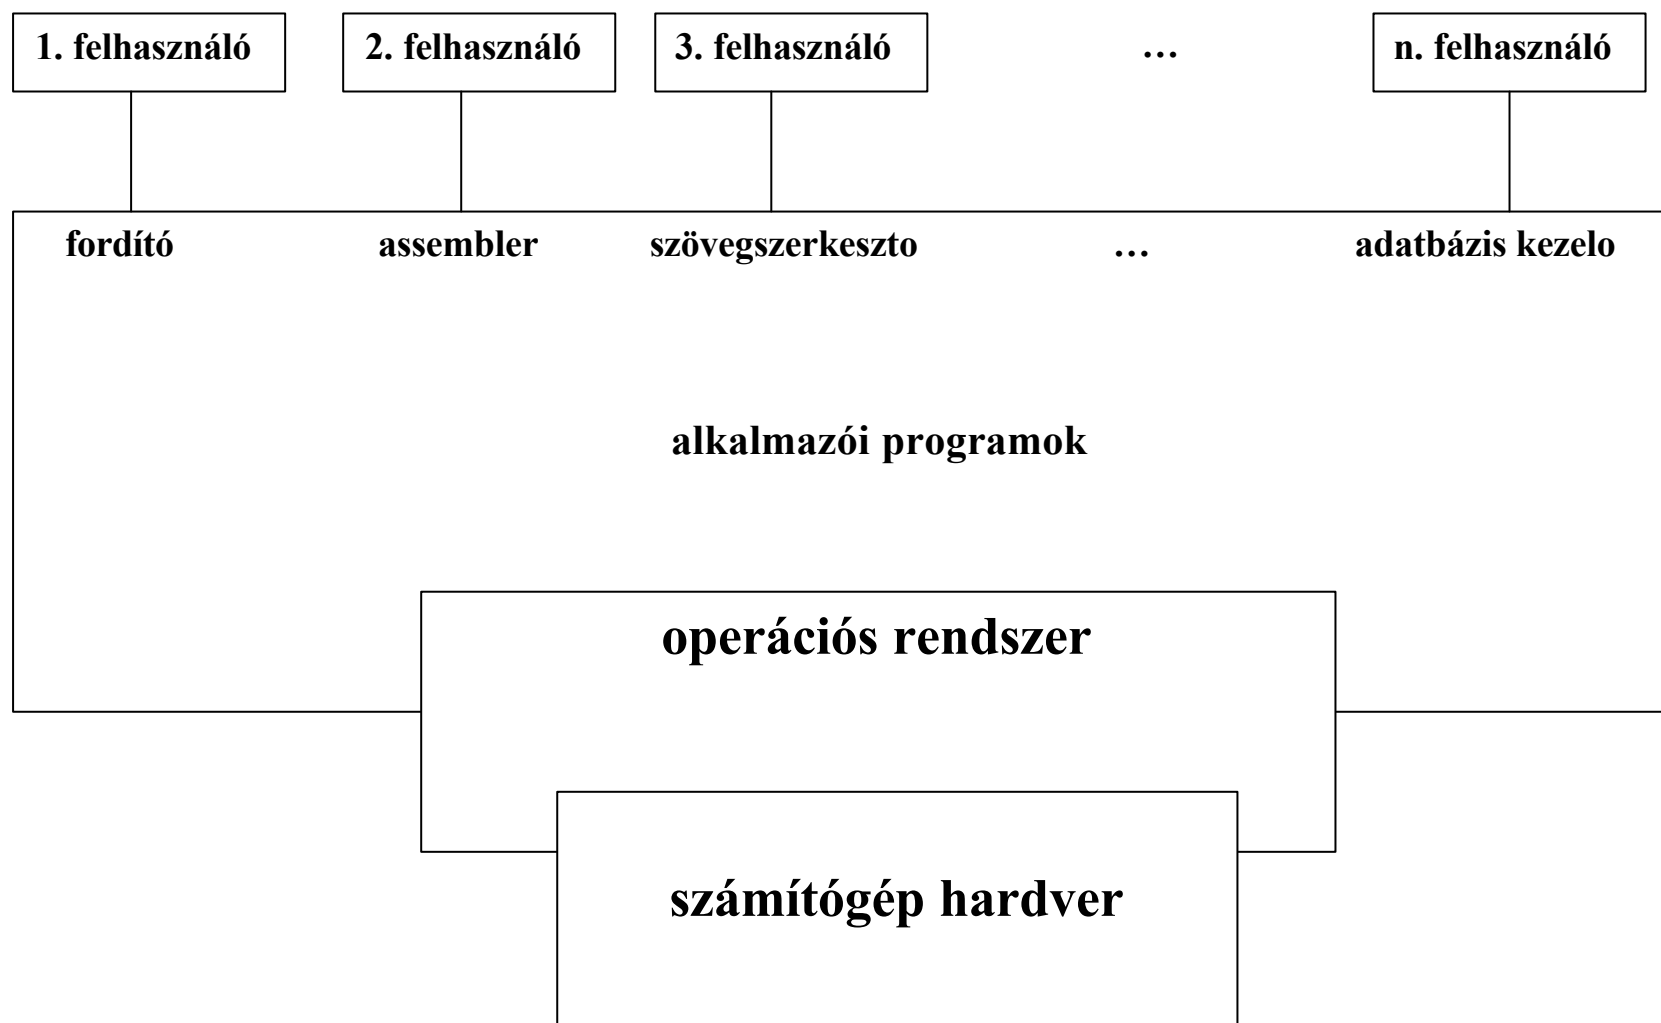 1. felhasználó 2. felhasználó 3. felhasználó … n. felhasználó
fordító assembler szövegszerkeszto … adatbázis kezelo
alkalmazói programok
operációs rendszer
számítógép hardver